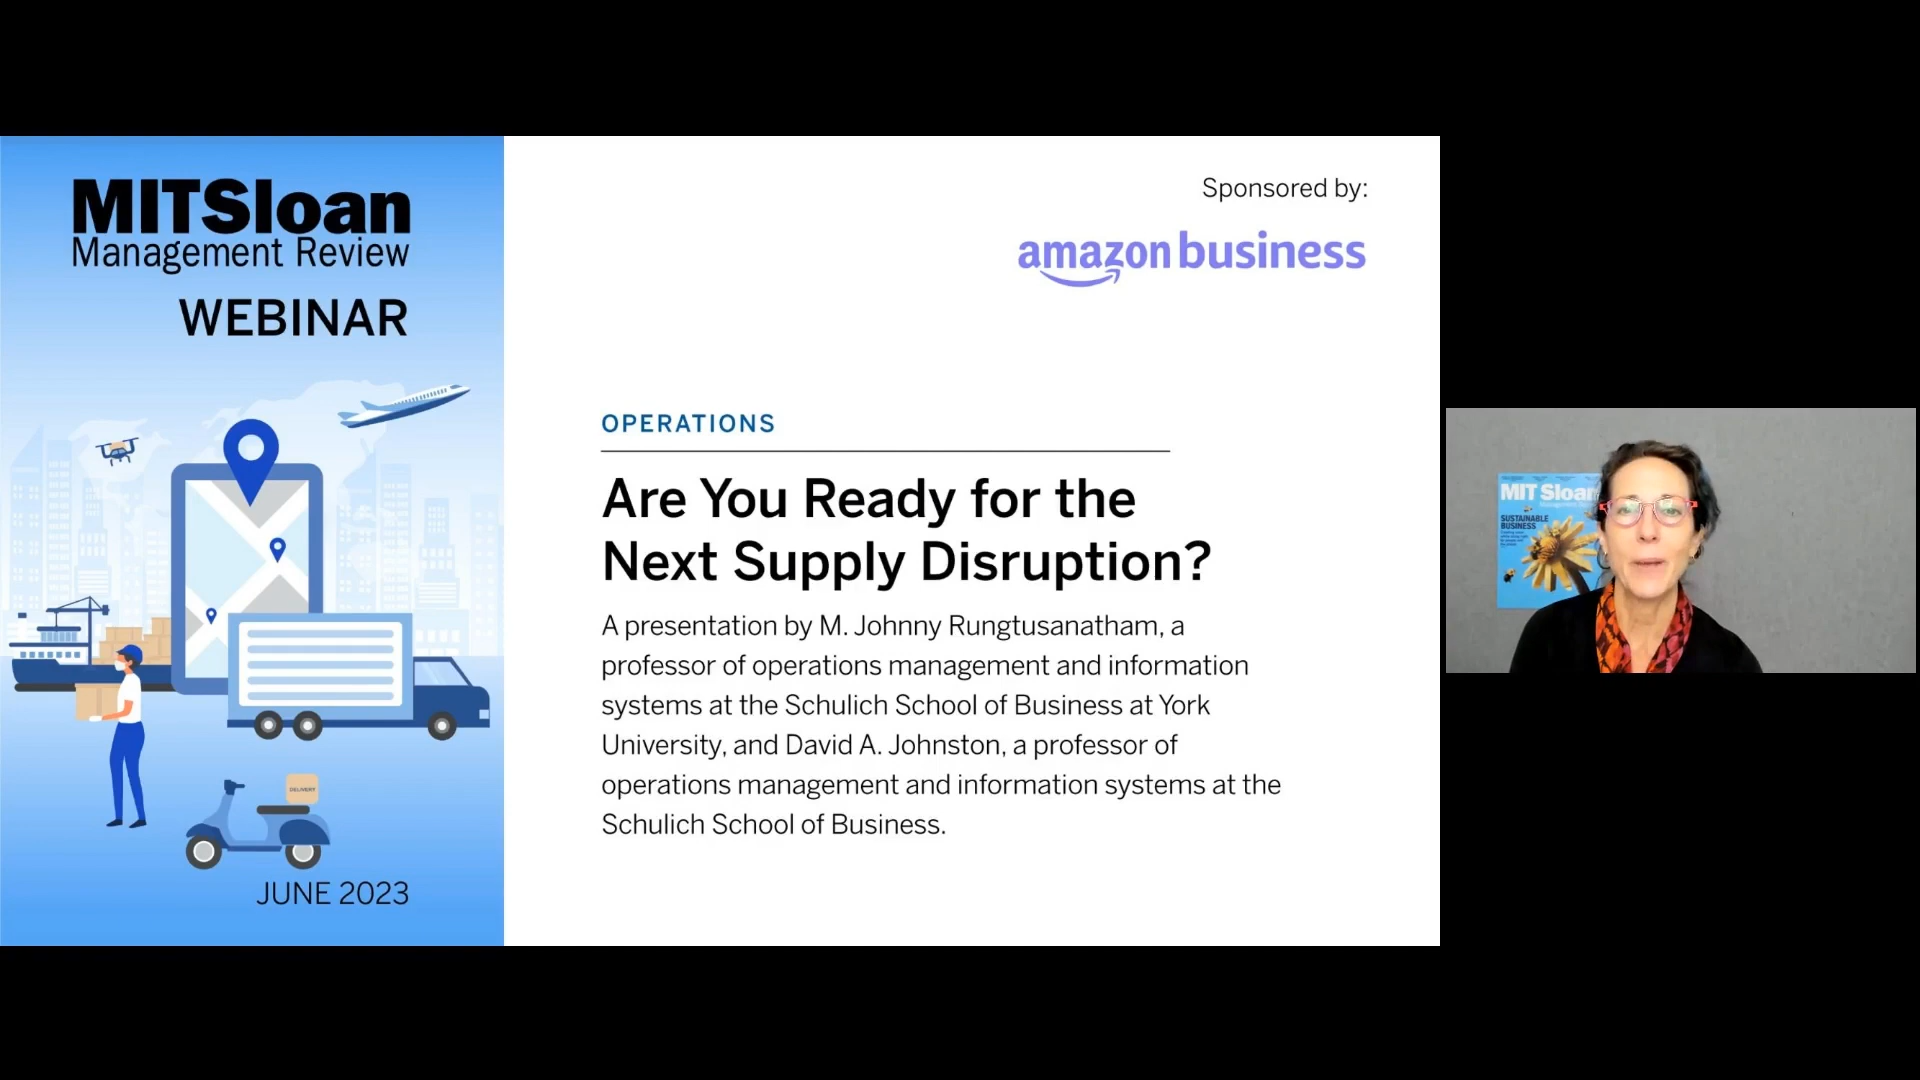 MITSloan
Management Review
WEBINAR
JUNE 2023
DELIVERY
Sponsored by:
amazon business
OPERATIONS
Are You Ready for the
Next Supply Disruption?
A presentation by M. Johnny Rungtusanatham, a
professor of operations management and information
systems at the Schulich School of Business at York
University, and David A. Johnston, a professor of
operations management and information systems at the
Schulich School of Business.
MIT Sloan
SUSTAINABLE
BUSINESS